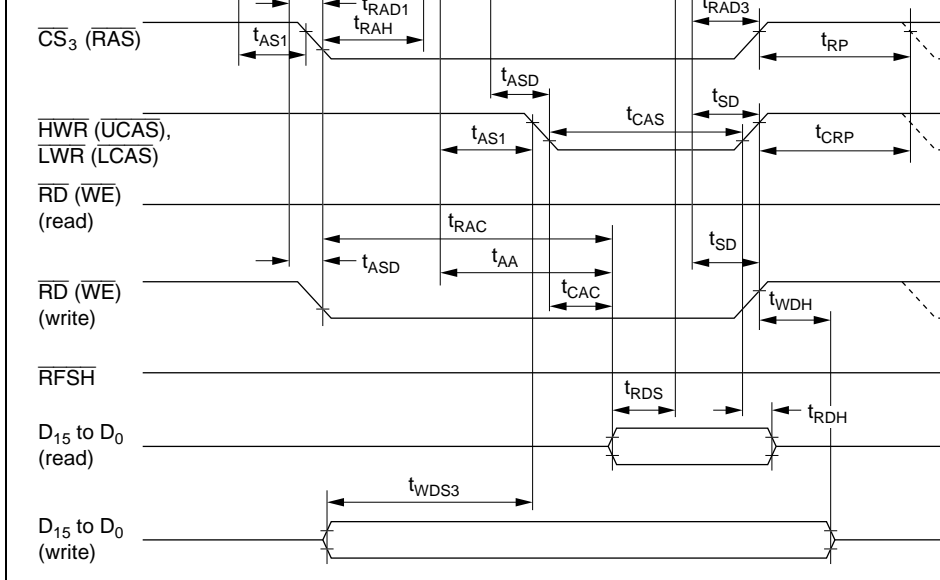 tRAD1
tRAD3
CS3 (RAS)
tAS1
tRAH
tRP
tASD
tSD
HWR (UCAS),
LWR (LCAS)
tAS1
tCAS
tCRP
RD (WE)
(read)
tRAC
tSD
tASD
tAA
RD (WE)
(write)
tCAC
tWDH
RFSH
tRDS
tRDH
D15 to D0
(read)
tWDS3
D15 to D0
(write)